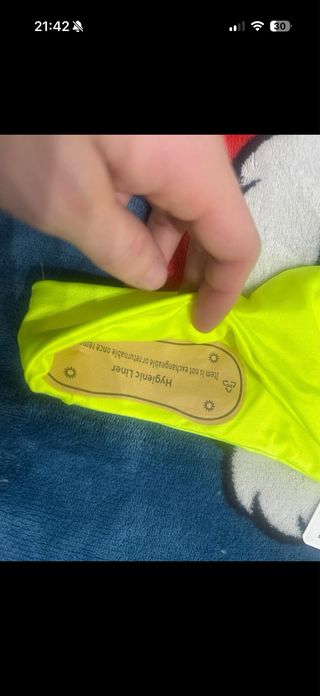 21:42
30
Hygienic Liner
Item is not exchangeable or returnable once